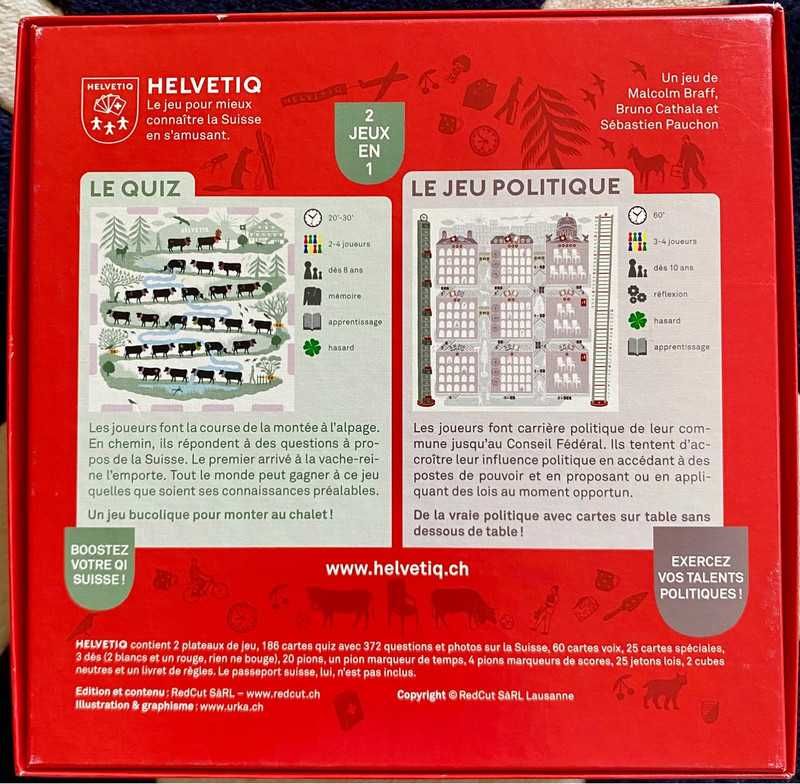 HELVETIQ
HELVETIQ
Le jeu pour mieux
connaître la Suisse
en s'amusant.
HELVETIQ
Un jeu de
Malcolm Braff,
Bruno Cathala et
Sébastien Pauchon
2
JEUX
EN
1
LE QUIZ
HELVETIQ
20'-30'
2-4 joueurs
dès 8 ans
mémoire
apprentissage
hasard
Les joueurs font la course de la montée à l'alpage.
En chemin, ils répondent à des questions à pro-
pos de la Suisse. Le premier arrivé à la vache-rei-
ne l'emporte. Tout le monde peut gagner à ce jeu
quelques que soient ses connaissances préalables.
Un jeu bucolique pour monter au chalet !
BOOSTEZ
VOTRE QI
SUISSE !
LE JEU POLITIQUE
60'
3-4 joueurs
dès 10 ans
réflexion
hasard
apprentissage
Les joueurs font carrière politique de leur com-
mune jusqu'au Conseil Fédéral. Ils tentent d'ac-
croître leur influence politique en accédant à des
postes de pouvoir et en proposant ou en appli-
quant des lois au moment opportun.
De la vraie politique avec cartes sur table sans
dessous de table !
EXERCEZ
VOS TALENTS
POLITIQUES !
www.helvetiq.ch
HELVETIQ contient 2 plateaux de jeu, 186 cartes quiz avec 372 questions et photos sur la Suisse, 60 cartes voix, 25 cartes spéciales,
3 dés (2 blancs et un rouge, rien ne bouge), 20 pions, un pion marqueur de temps, 4 pions marqueurs de scores, 25 jetons lois, 2 cubes
neutres et un livret de règles. Le passeport suisse, lui, n'est pas inclus.
Edition et contenu : RedCut SàRL – www.redcut.ch
Illustration & graphisme : www.urka.ch
Copyright © RedCut SàRL Lausanne